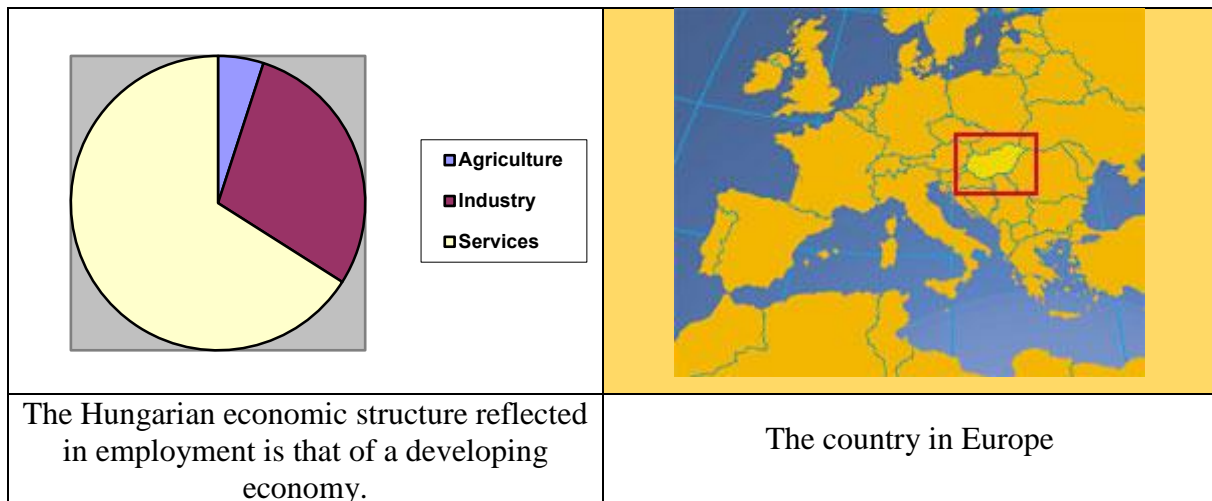 Agriculture
Industry
Services
The Hungarian economic structure reflected
in employment is that of a developing
economy.
The country in Europe